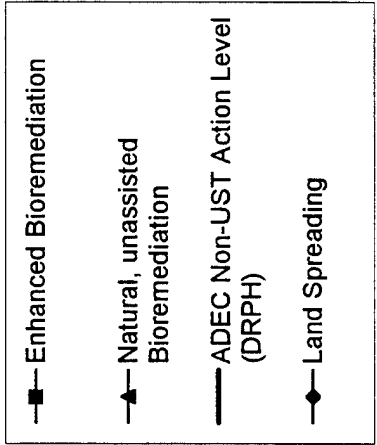 Enhanced Bioremediation
Natural, unassisted
Bioremediation
ADEC Non-UST Action Level
(DRPH)
Land Spreading